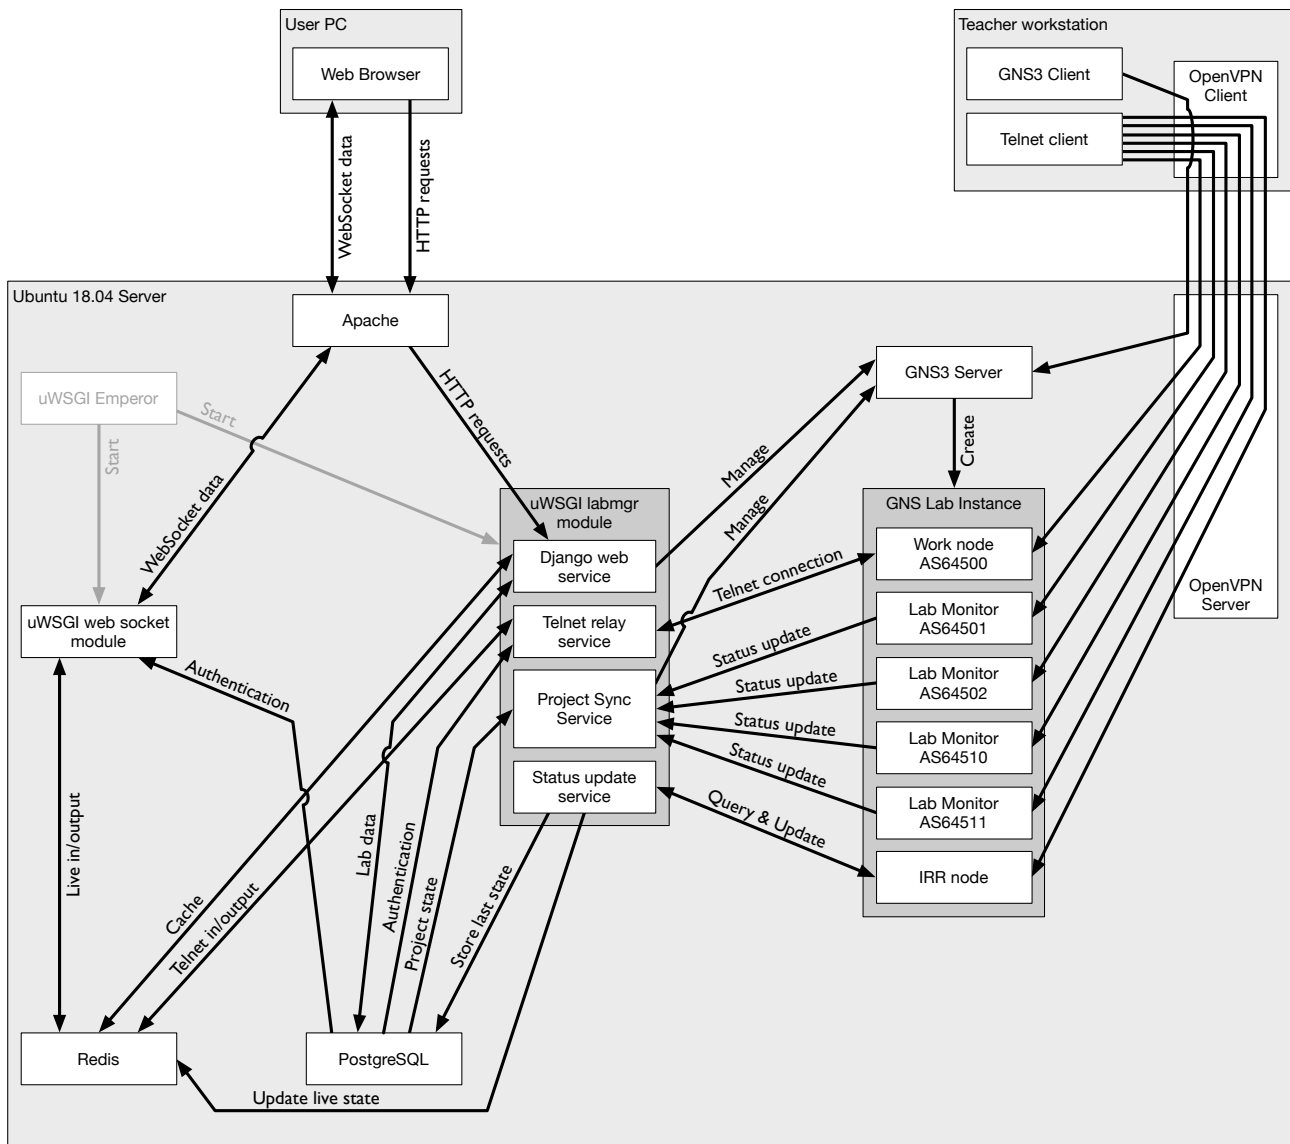 User PC
Web Browser
Teacher workstation
GNS3 Client
OpenVPN
Client
Telnet client
WebSocket data
HTTP requests
Ubuntu 18.04 Server
Apache
uWSGI Emperor
Start
Start
HTTP requests
WebSocket data
GNS3 Server
Create
Manage
Manage
uWSGI labmgr
module
Django web
service
Telnet relay
service
Project Sync
Service
Status update
service
GNS Lab Instance
Work node
AS64500
Lab Monitor
AS64501
Lab Monitor
AS64502
Lab Monitor
AS64510
Lab Monitor
AS64511
IRR node
OpenVPN
Server
Telnet connection
Status update
Status update
Status update
Status update
Query & Update
uWSGI web socket
module
Authentication
Live in/output
Cache
Telnet in/output
Lab data
Authentication
Project state
Store last state
Redis
PostgreSQL
Update live state